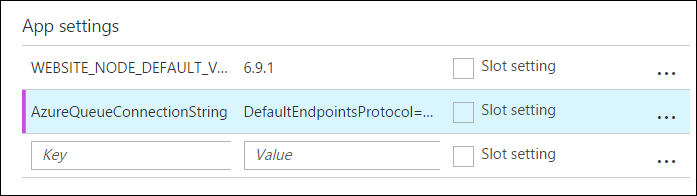 App settings
WEBSITE_NODE_DEFAULT_V... 6.9.1 Slot setting ...
AzureQueueConnectionString DefaultEndpointsProtocol=... Slot setting ...
Key Value Slot setting ...